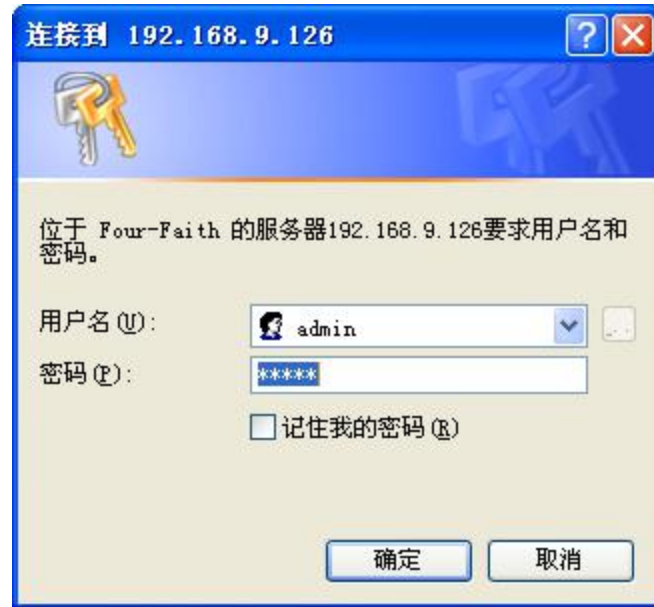 连接到 192.168.9.126
位于 Four-Faith 的服务器192.168.9.126要求用户名和
密码。
用户名(U):
admin
密码(P):
*****
记住我的密码(R)
确定 取消